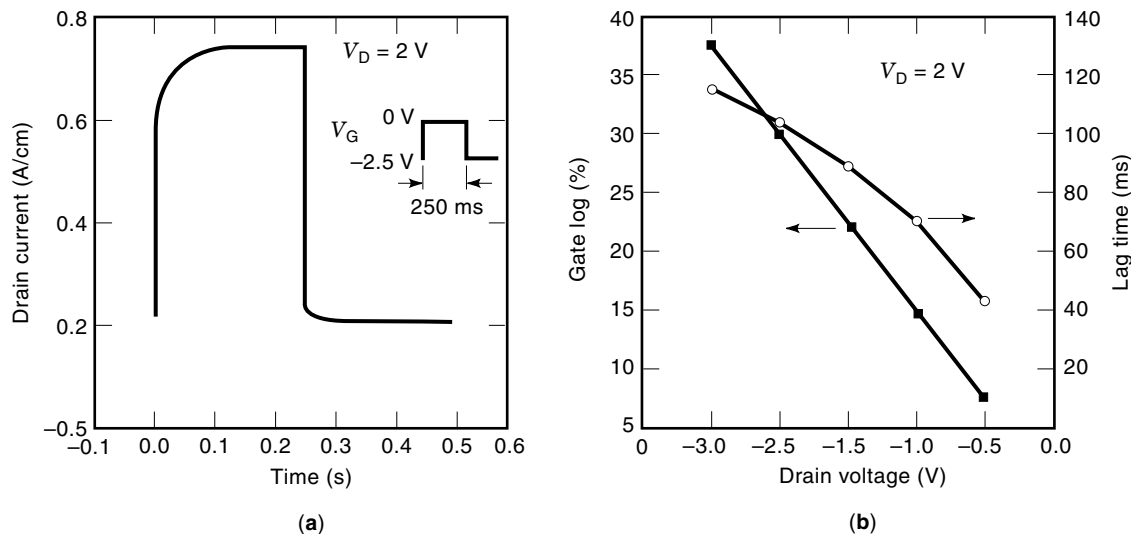 0.8
0.6
0.4
0.2
–0.5
Drain current (A/cm)
V_D = 2 V
V_G
0 V
–2.5 V
250 ms
–0.1 0.0 0.1 0.2 0.3 0.4 0.5 0.6
Time (s)
(a)
40
35
30
25
20
15
10
5
Gate log (%)
V_D = 2 V
140
120
100
80
60
40
20
Lag time (ms)
0 –3.0 –2.5 –1.5 –1.0 –0.5 0.0
Drain voltage (V)
(b)